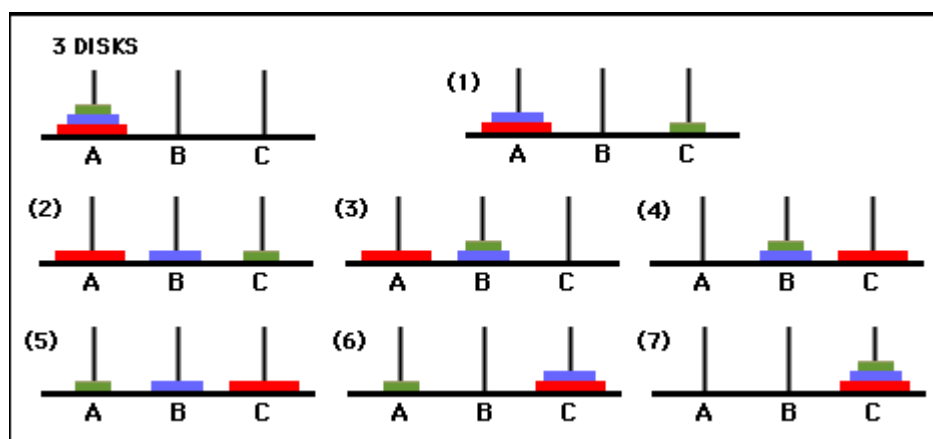 3 DISKS
A B C
(1)
A B C
(2)
A B C
(3)
A B C
(4)
A B C
(5)
A B C
(6)
A B C
(7)
A B C